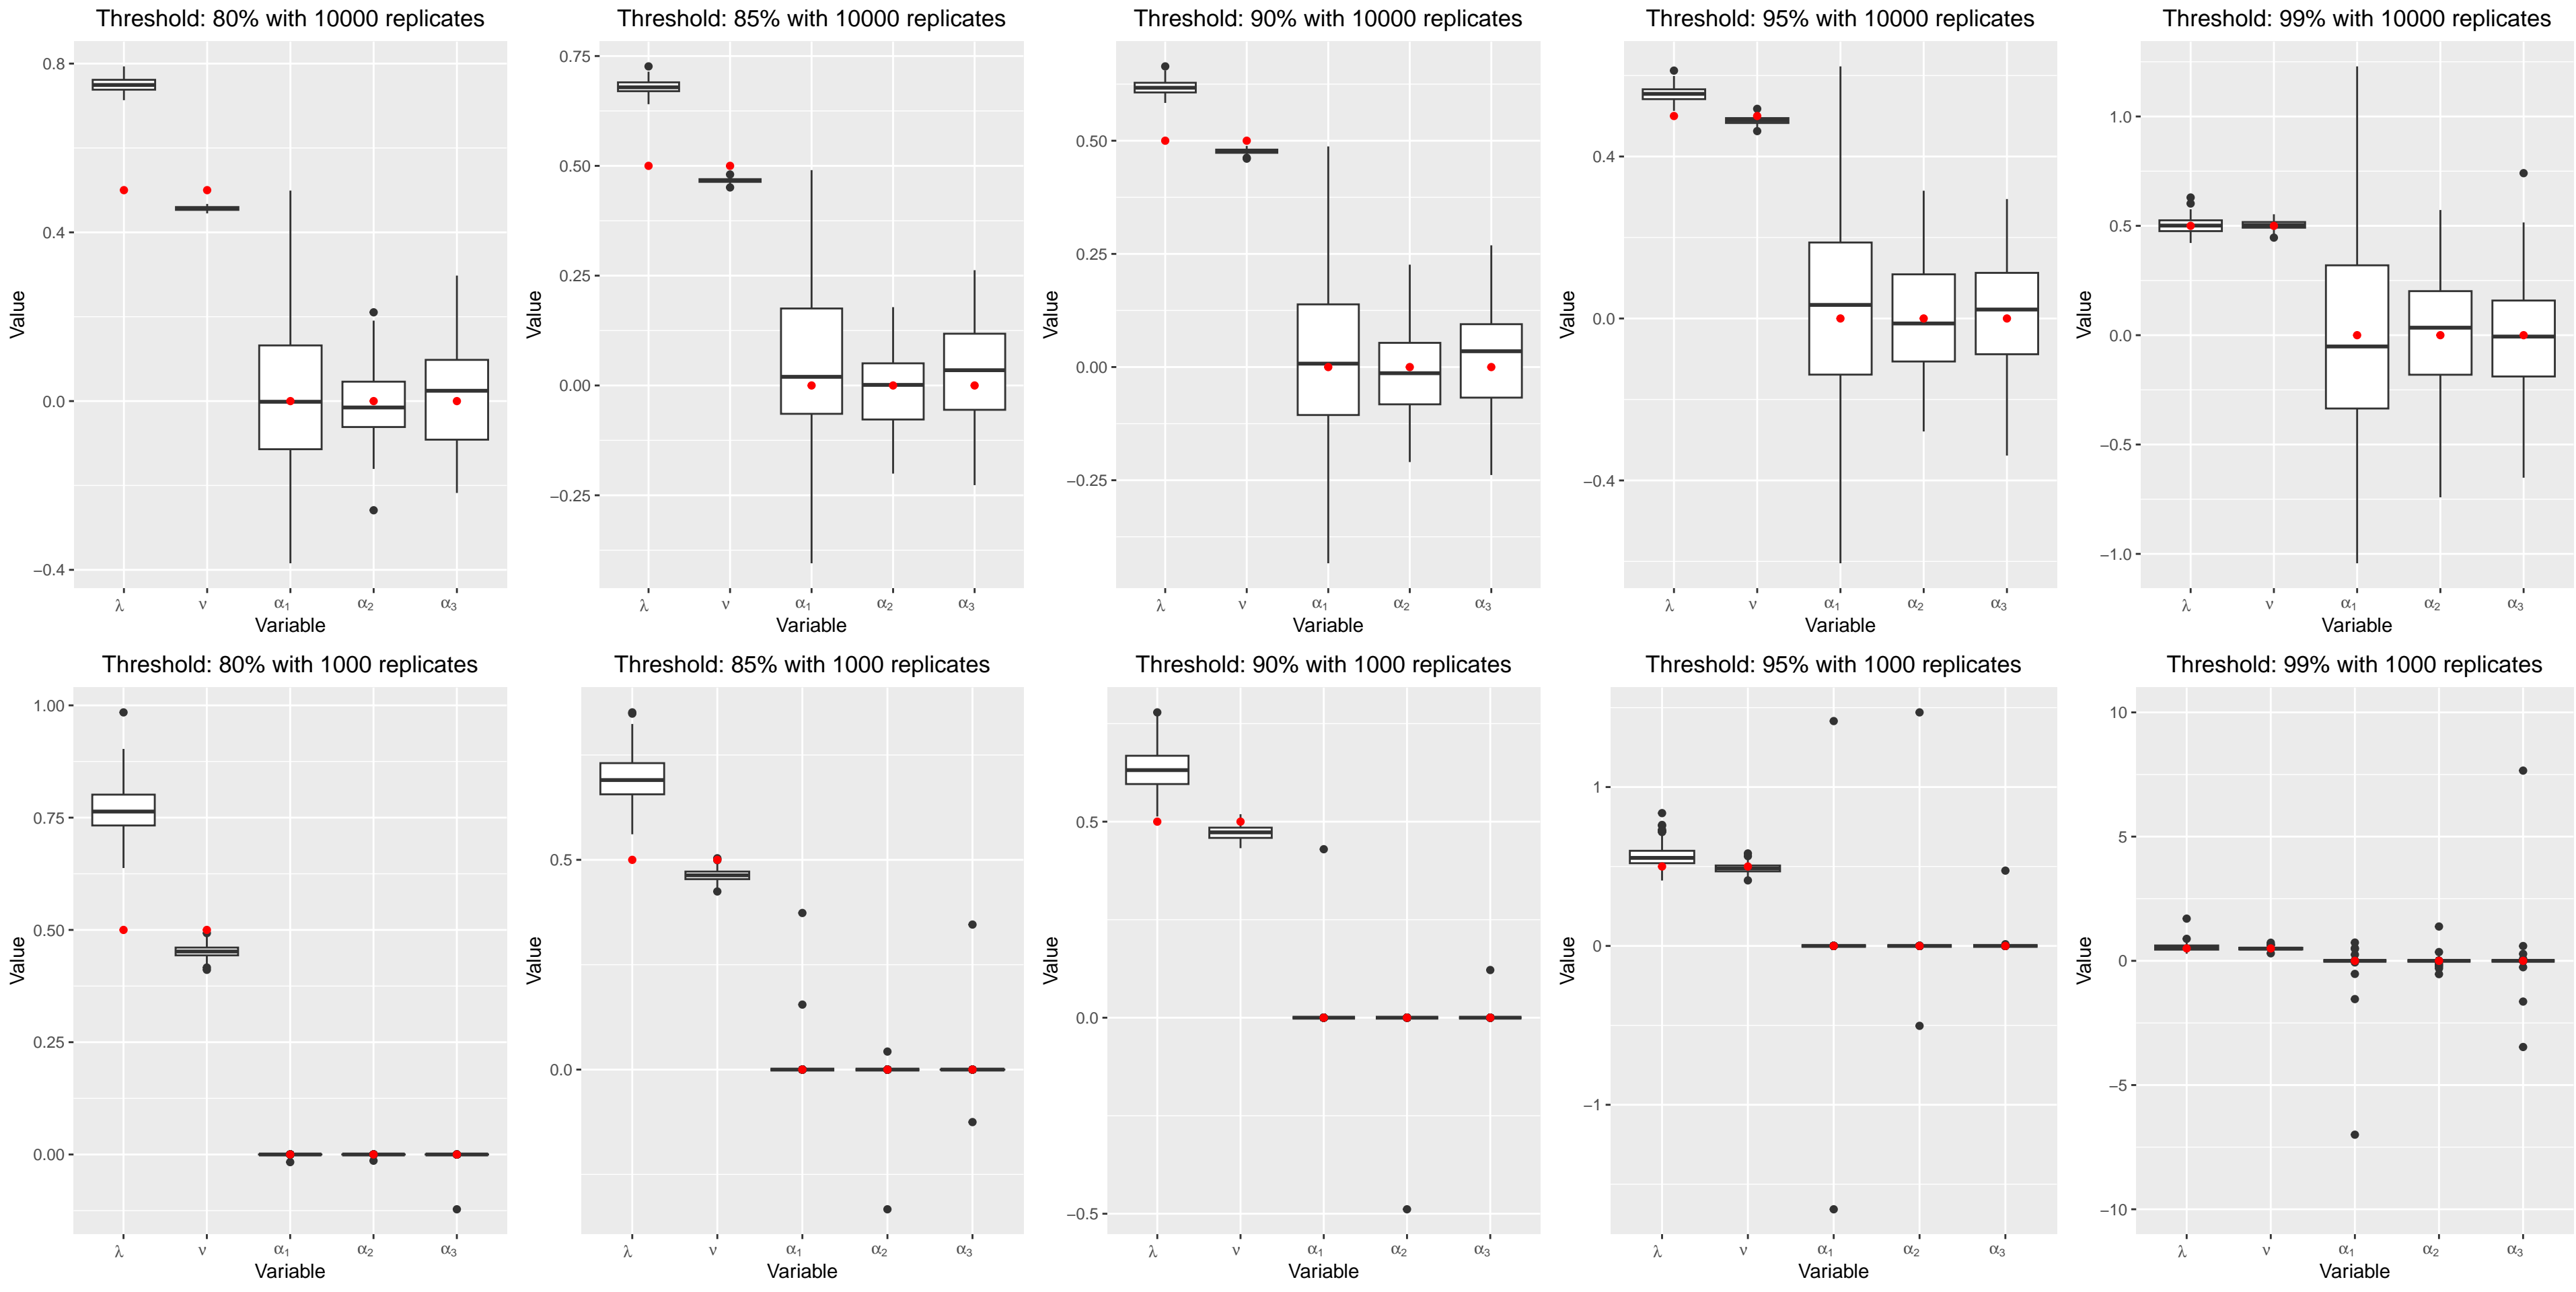 Threshold: 80% with 10000 replicates
Value
0.8
0.4
0.0
−0.4
λ ν α1 α2 α3
Variable
Threshold: 85% with 10000 replicates
Value
0.75
0.50
0.25
0.00
−0.25
λ ν α1 α2 α3
Variable
Threshold: 90% with 10000 replicates
Value
0.50
0.25
0.00
−0.25
λ ν α1 α2 α3
Variable
Threshold: 95% with 10000 replicates
Value
0.4
0.0
−0.4
λ ν α1 α2 α3
Variable
Threshold: 99% with 10000 replicates
Value
1.0
0.5
0.0
−0.5
−1.0
λ ν α1 α2 α3
Variable
Threshold: 80% with 1000 replicates
Value
1.00
0.75
0.50
0.25
0.00
λ ν α1 α2 α3
Variable
Threshold: 85% with 1000 replicates
Value
0.5
0.0
λ ν α1 α2 α3
Variable
Threshold: 90% with 1000 replicates
Value
0.5
0.0
−0.5
λ ν α1 α2 α3
Variable
Threshold: 95% with 1000 replicates
Value
1
0
−1
λ ν α1 α2 α3
Variable
Threshold: 99% with 1000 replicates
Value
10
5
0
−5
−10
λ ν α1 α2 α3
Variable